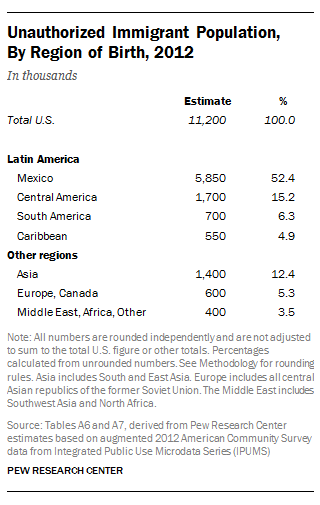 Unauthorized Immigrant Population,
By Region of Birth, 2012
In thousands
Estimate %
Total U.S. 11,200 100.0
Latin America
Mexico 5,850 52.4
Central America 1,700 15.2
South America 700 6.3
Caribbean 550 4.9
Other regions
Asia 1,400 12.4
Europe, Canada 600 5.3
Middle East, Africa, Other 400 3.5
Note: All numbers are rounded independently and are not adjusted
to sum to the total U.S. figure or other totals. Percentages
calculated from unrounded numbers. See Methodology for rounding
rules. Asia includes South and East Asia. Europe includes all central
Asian republics of the former Soviet Union. The Middle East includes
Southwest Asia and North Africa.
Source: Tables A6 and A7, derived from Pew Research Center
estimates based on augmented 2012 American Community Survey
data from Integrated Public Use Microdata Series (IPUMS)
PEW RESEARCH CENTER